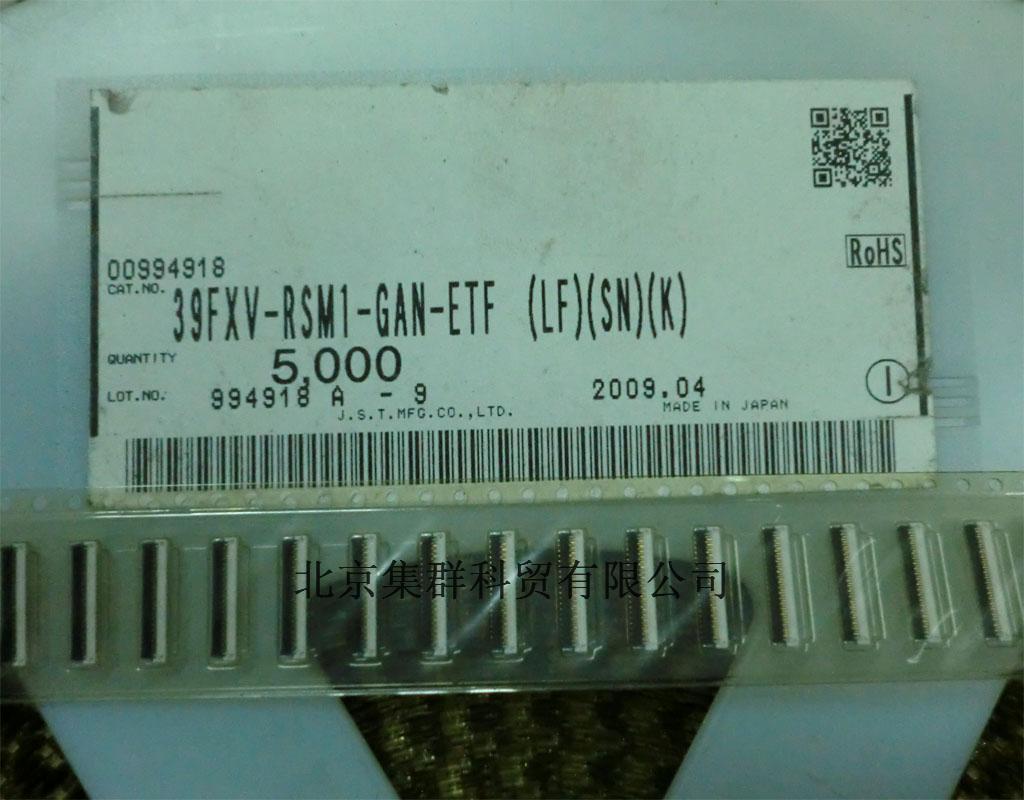 RoHS
00994918
CAT.NO. 39FXV-RSM1-GAN-ETF (LF)(SN)(K)
QUANTITY 5,000
LOT.NO. 994918 A - 9 2009.04 1
J.S.T.MFG.CO.,LTD. MADE IN JAPAN
北京集群科贸有限公司